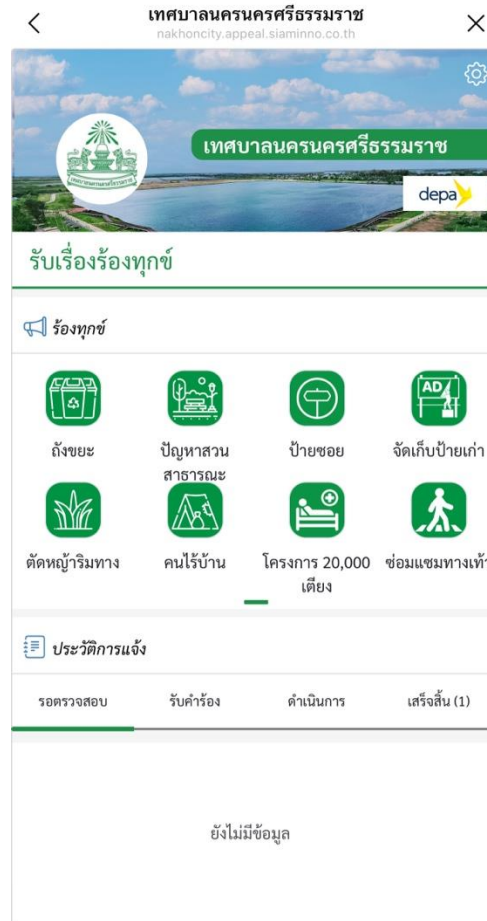 เทศบาลนครนครศรีธรรมราช
nakhoncity.appeal.siaminno.co.th
เทศบาลนครนครศรีธรรมราช
depa
รับเรื่องร้องทุกข์
ร้องทุกข์
AD
ถังขยะ
ปัญหาสวน
สาธารณะ
ป้ายซอย
จัดเก็บป้ายเก่า
ตัดหญ้าริมทาง
คนไร้บ้าน
โครงการ 20,000
เตียง
ซ่อมแซมทางเท้า
ประวัติการแจ้ง
รอตรวจสอบ
รับคำร้อง
ดำเนินการ
เสร็จสิ้น (1)
ยังไม่มีข้อมูล